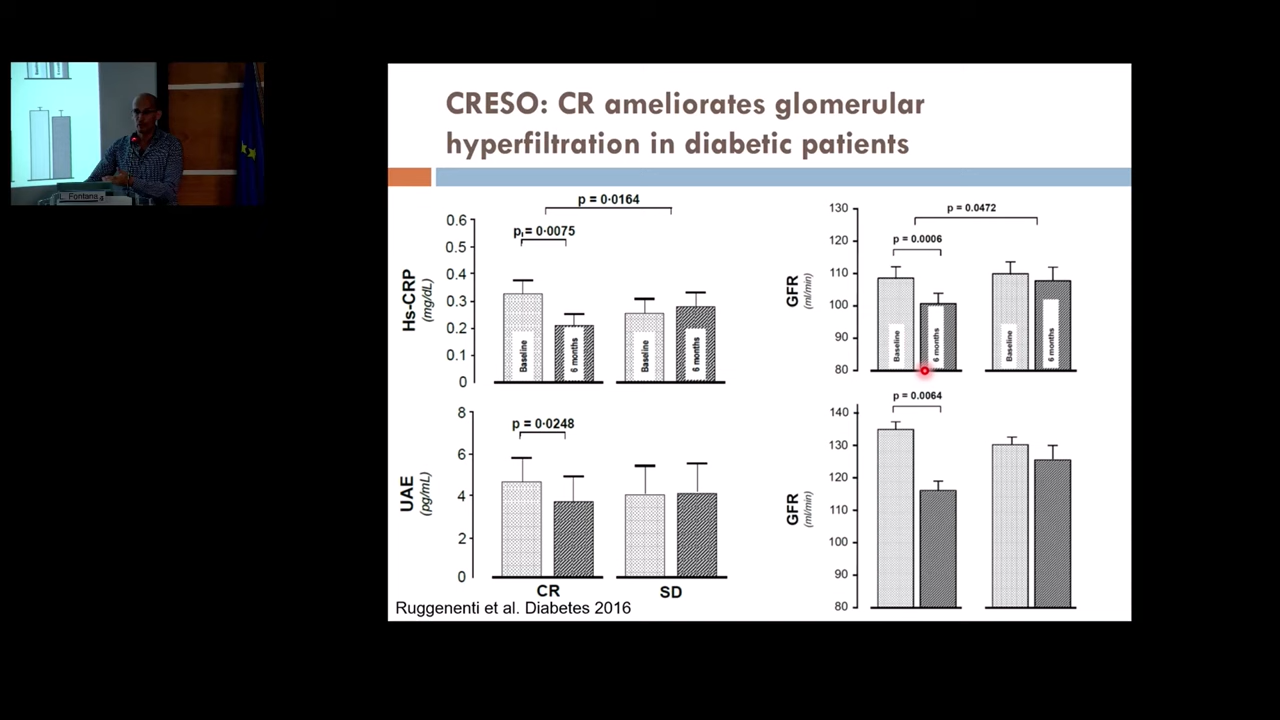 CRESO: CR ameliorates glomerular
hyperfiltration in diabetic patients
p = 0·0164
p = 0·0075
0.6
0.5
0.4
0.3
0.2
0.1
0
Hs-CRP
(mg/dL)
Baseline
6 months
Baseline
6 months
p = 0.0472
p = 0.0006
130
120
110
100
90
80
GFR
(ml/min)
Baseline
6 months
Baseline
6 months
p = 0·0248
8
6
4
2
0
UAE
(pg/mL)
CR
SD
p = 0.0064
140
130
120
110
100
90
80
GFR
(ml/min)
Ruggenenti et al. Diabetes 2016
L. Fontana